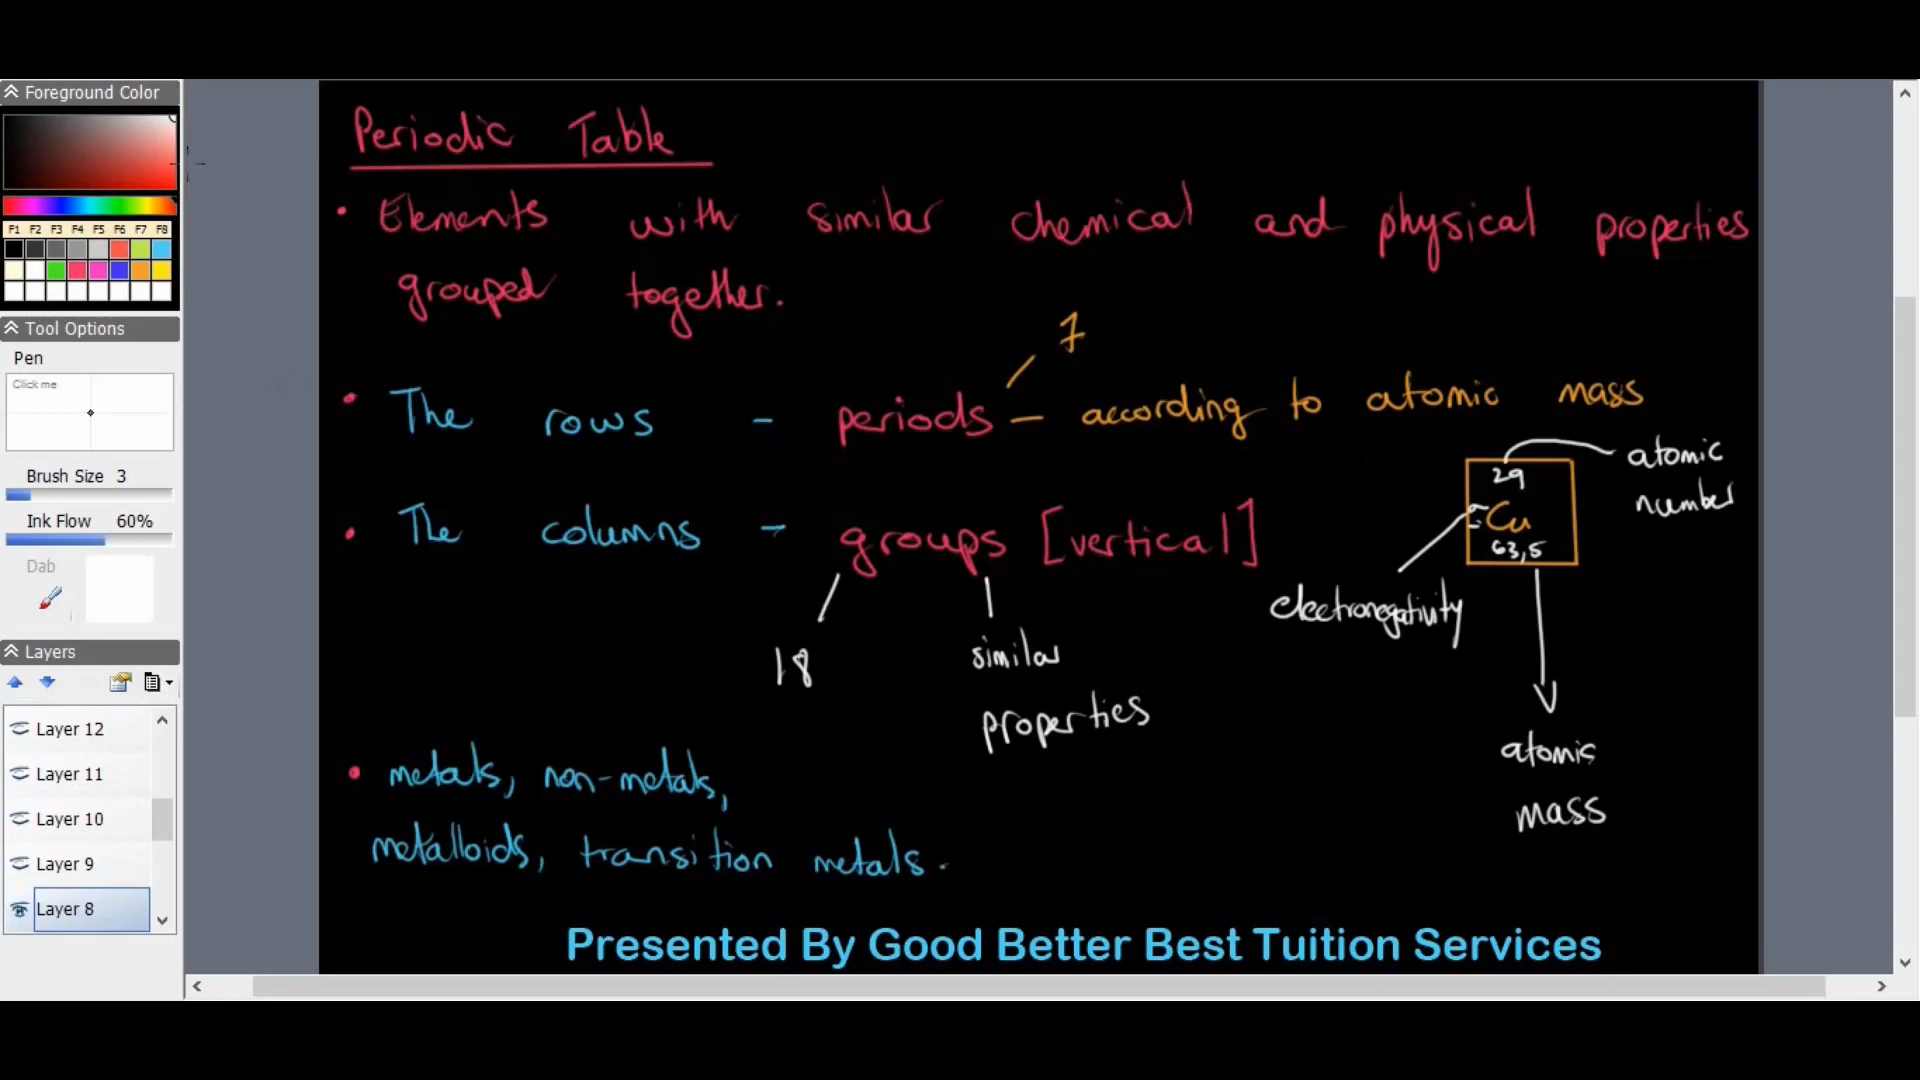 Foreground Color
F1 F2 F3 F4 F5 F6 F7 F8
Tool Options
Pen
Click me
Brush Size 3
Ink Flow 60%
Dab
Layers
Layer 12
Layer 11
Layer 10
Layer 9
Layer 8
Periodic Table
• Elements with similar chemical and physical properties
grouped together.
7
• The rows - periods - according to atomic mass
• The columns - groups [vertical]
18
similar
properties
29
Cu
63,5
atomic
number
electronegativity
atomic
mass
• metals, non-metals,
metalloids, transition metals.
Presented By Good Better Best Tuition Services